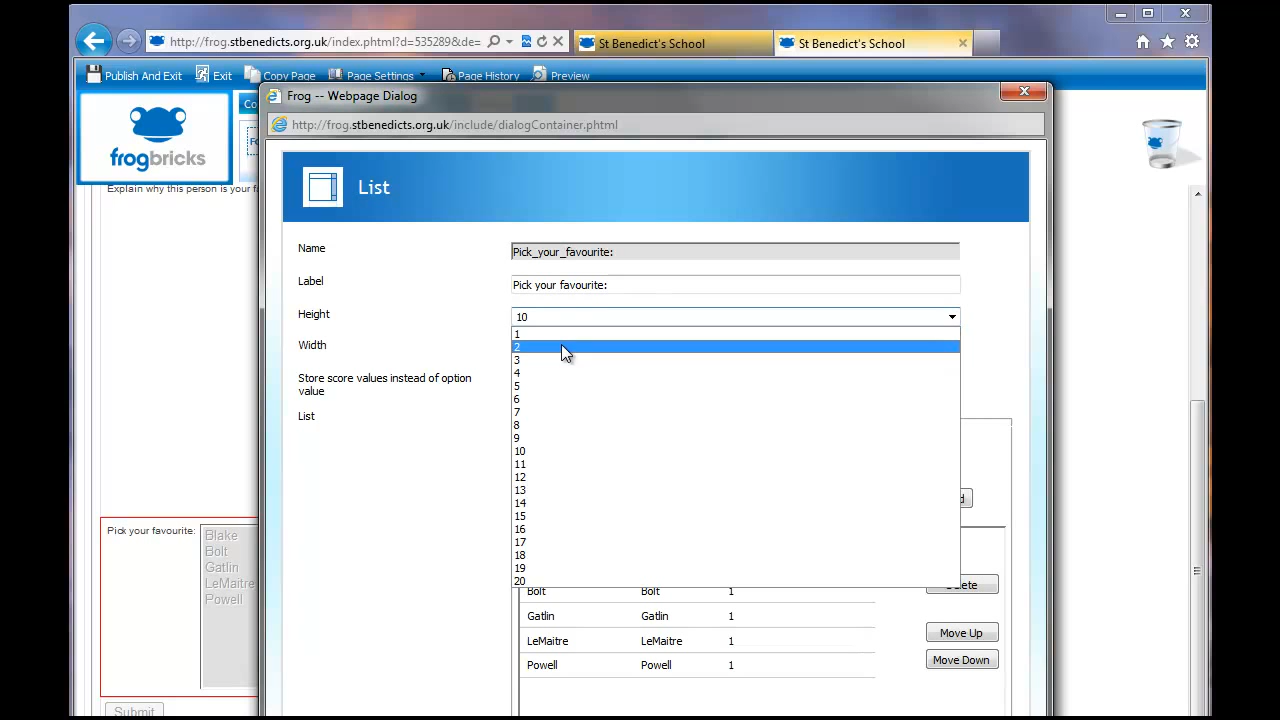 http://frog.stbenedicts.org.uk/index.phtml?d=535289&de=
St Benedict's School
St Benedict's School
Publish And Exit
Exit
Copy Page
Page Settings
Page History
Preview
Co
Fo
frogbricks
Explain why this person is your fa
Frog -- Webpage Dialog
http://frog.stbenedicts.org.uk/include/dialogContainer.phtml
List
Name
Pick_your_favourite:
Label
Pick your favourite:
Height
10
Width
Store score values instead of option
value
List
1
2
3
4
5
6
7
8
9
10
11
12
13
14
15
16
17
18
19
20
d
elete
Bolt Bolt 1
Gatlin Gatlin 1
LeMaitre LeMaitre 1
Powell Powell 1
Move Up
Move Down
Pick your favourite:
Blake
Bolt
Gatlin
LeMaitre
Powell
Submit